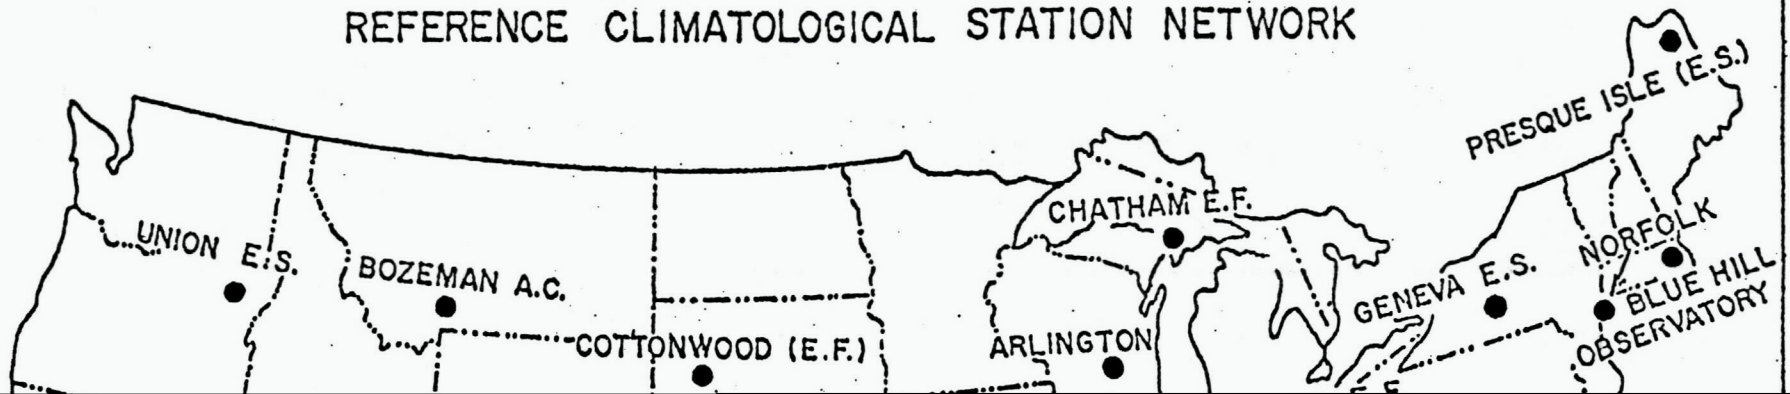 REFERENCE CLIMATOLOGICAL STATION NETWORK
PRESQUE ISLE (E.S.)
CHATHAM E.F.
NORFOLK
UNION E.S.
BOZEMAN A.C.
GENEVA E.S.
BLUE HILL
OBSERVATORY
COTTONWOOD (E.F.)
ARLINGTON